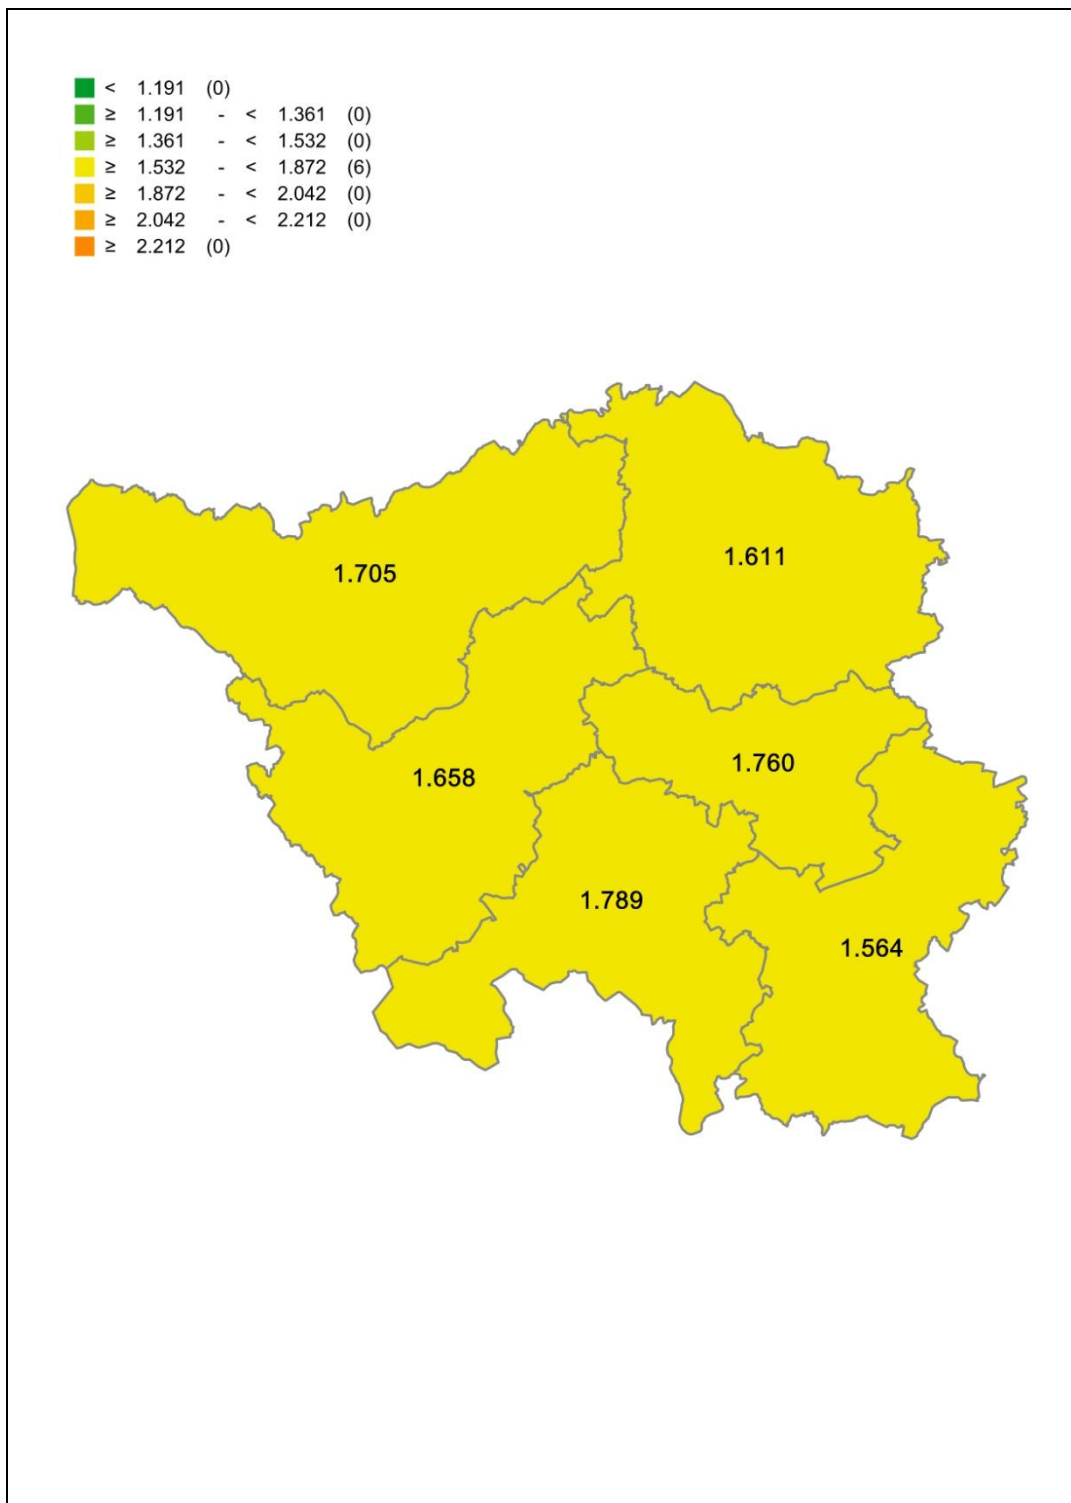 < 1.191 (0)
≥ 1.191 - < 1.361 (0)
≥ 1.361 - < 1.532 (0)
≥ 1.532 - < 1.872 (6)
≥ 1.872 - < 2.042 (0)
≥ 2.042 - < 2.212 (0)
≥ 2.212 (0)
1.611
1.705
1.760
1.658
1.789
1.564